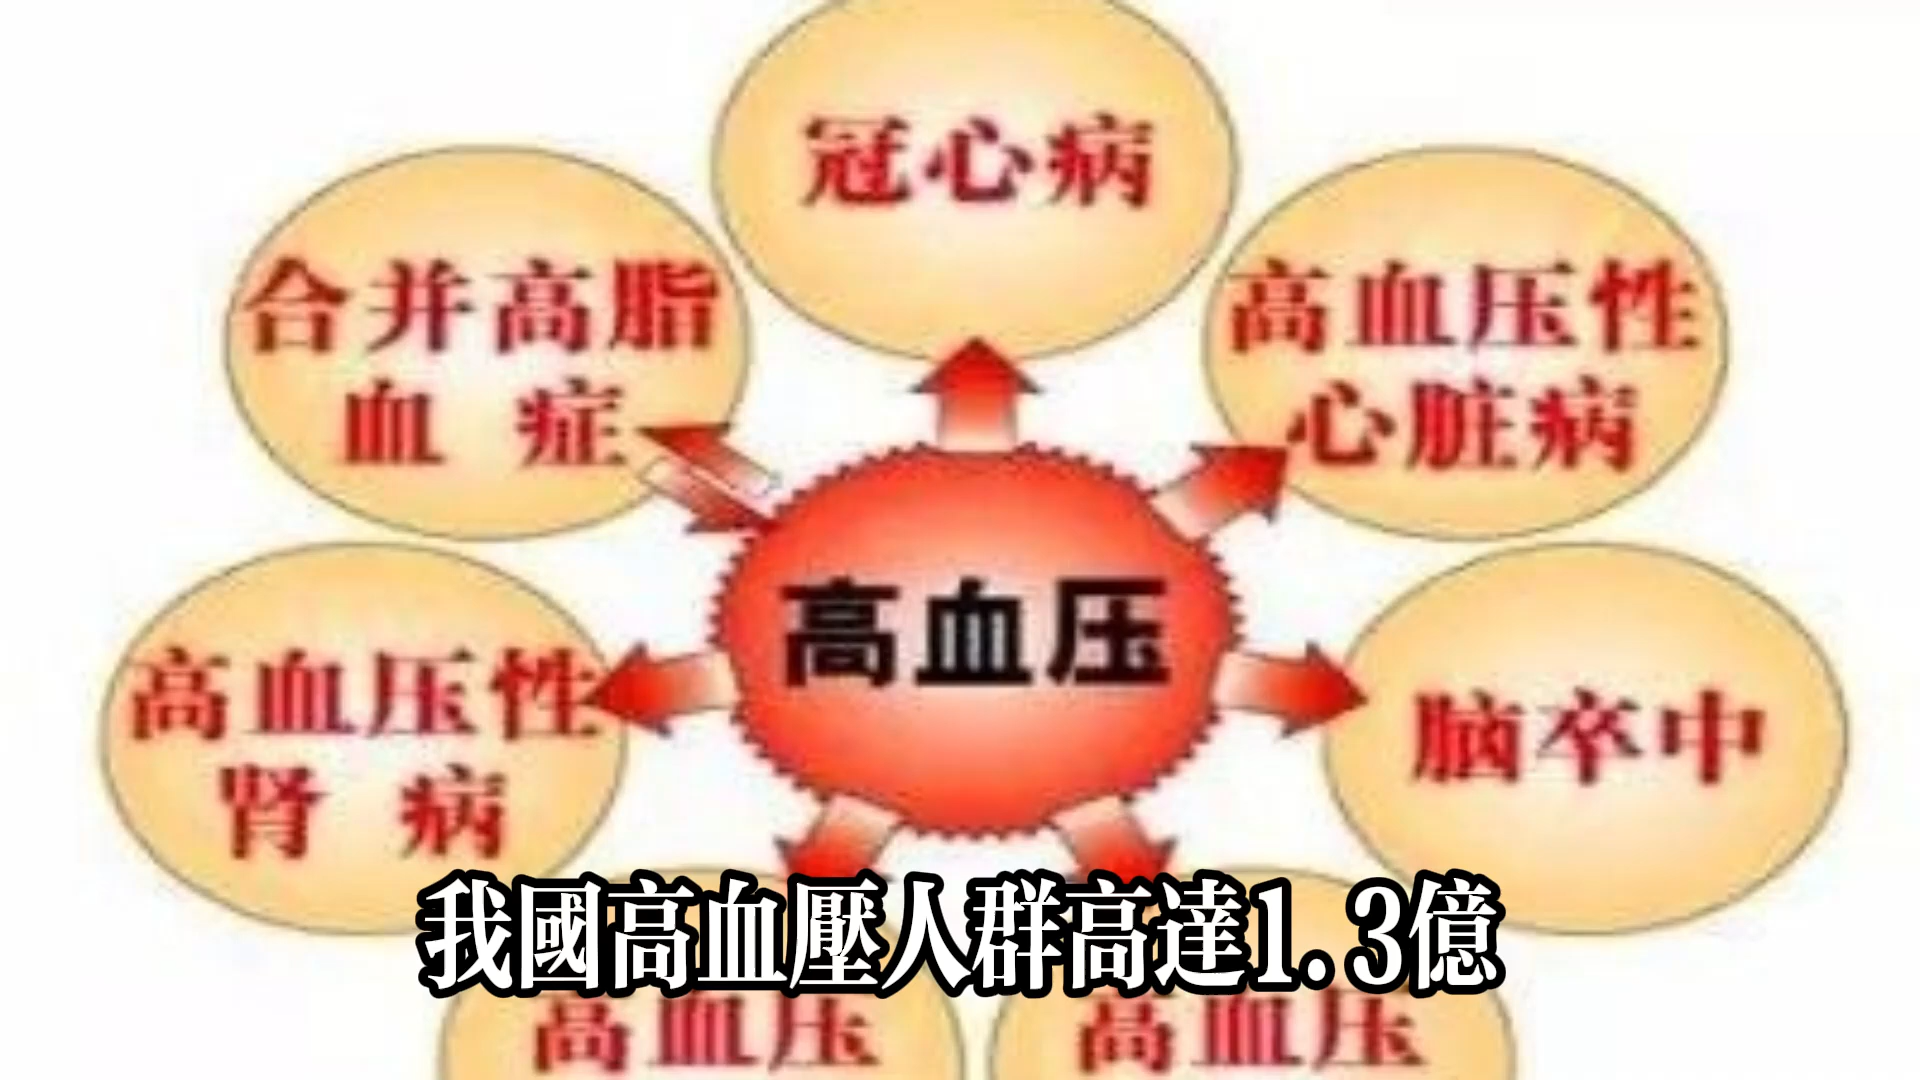 冠心病
合并高脂
血 症
高血压性
心脏病
高血压
高血压性
肾 病
脑卒中
我國高血壓人群高達1.3億
高血压
高血压